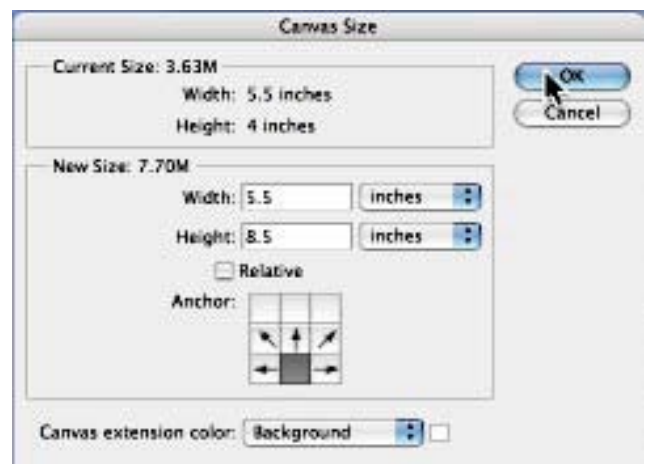 Canvas Size
Current Size: 3.63M
Width: 5.5 inches
Height: 4 inches
OK
Cancel
New Size: 7.70M
Width: 5.5 inches
Height: 8.5 inches
Relative
Anchor:
Canvas extension color: Background